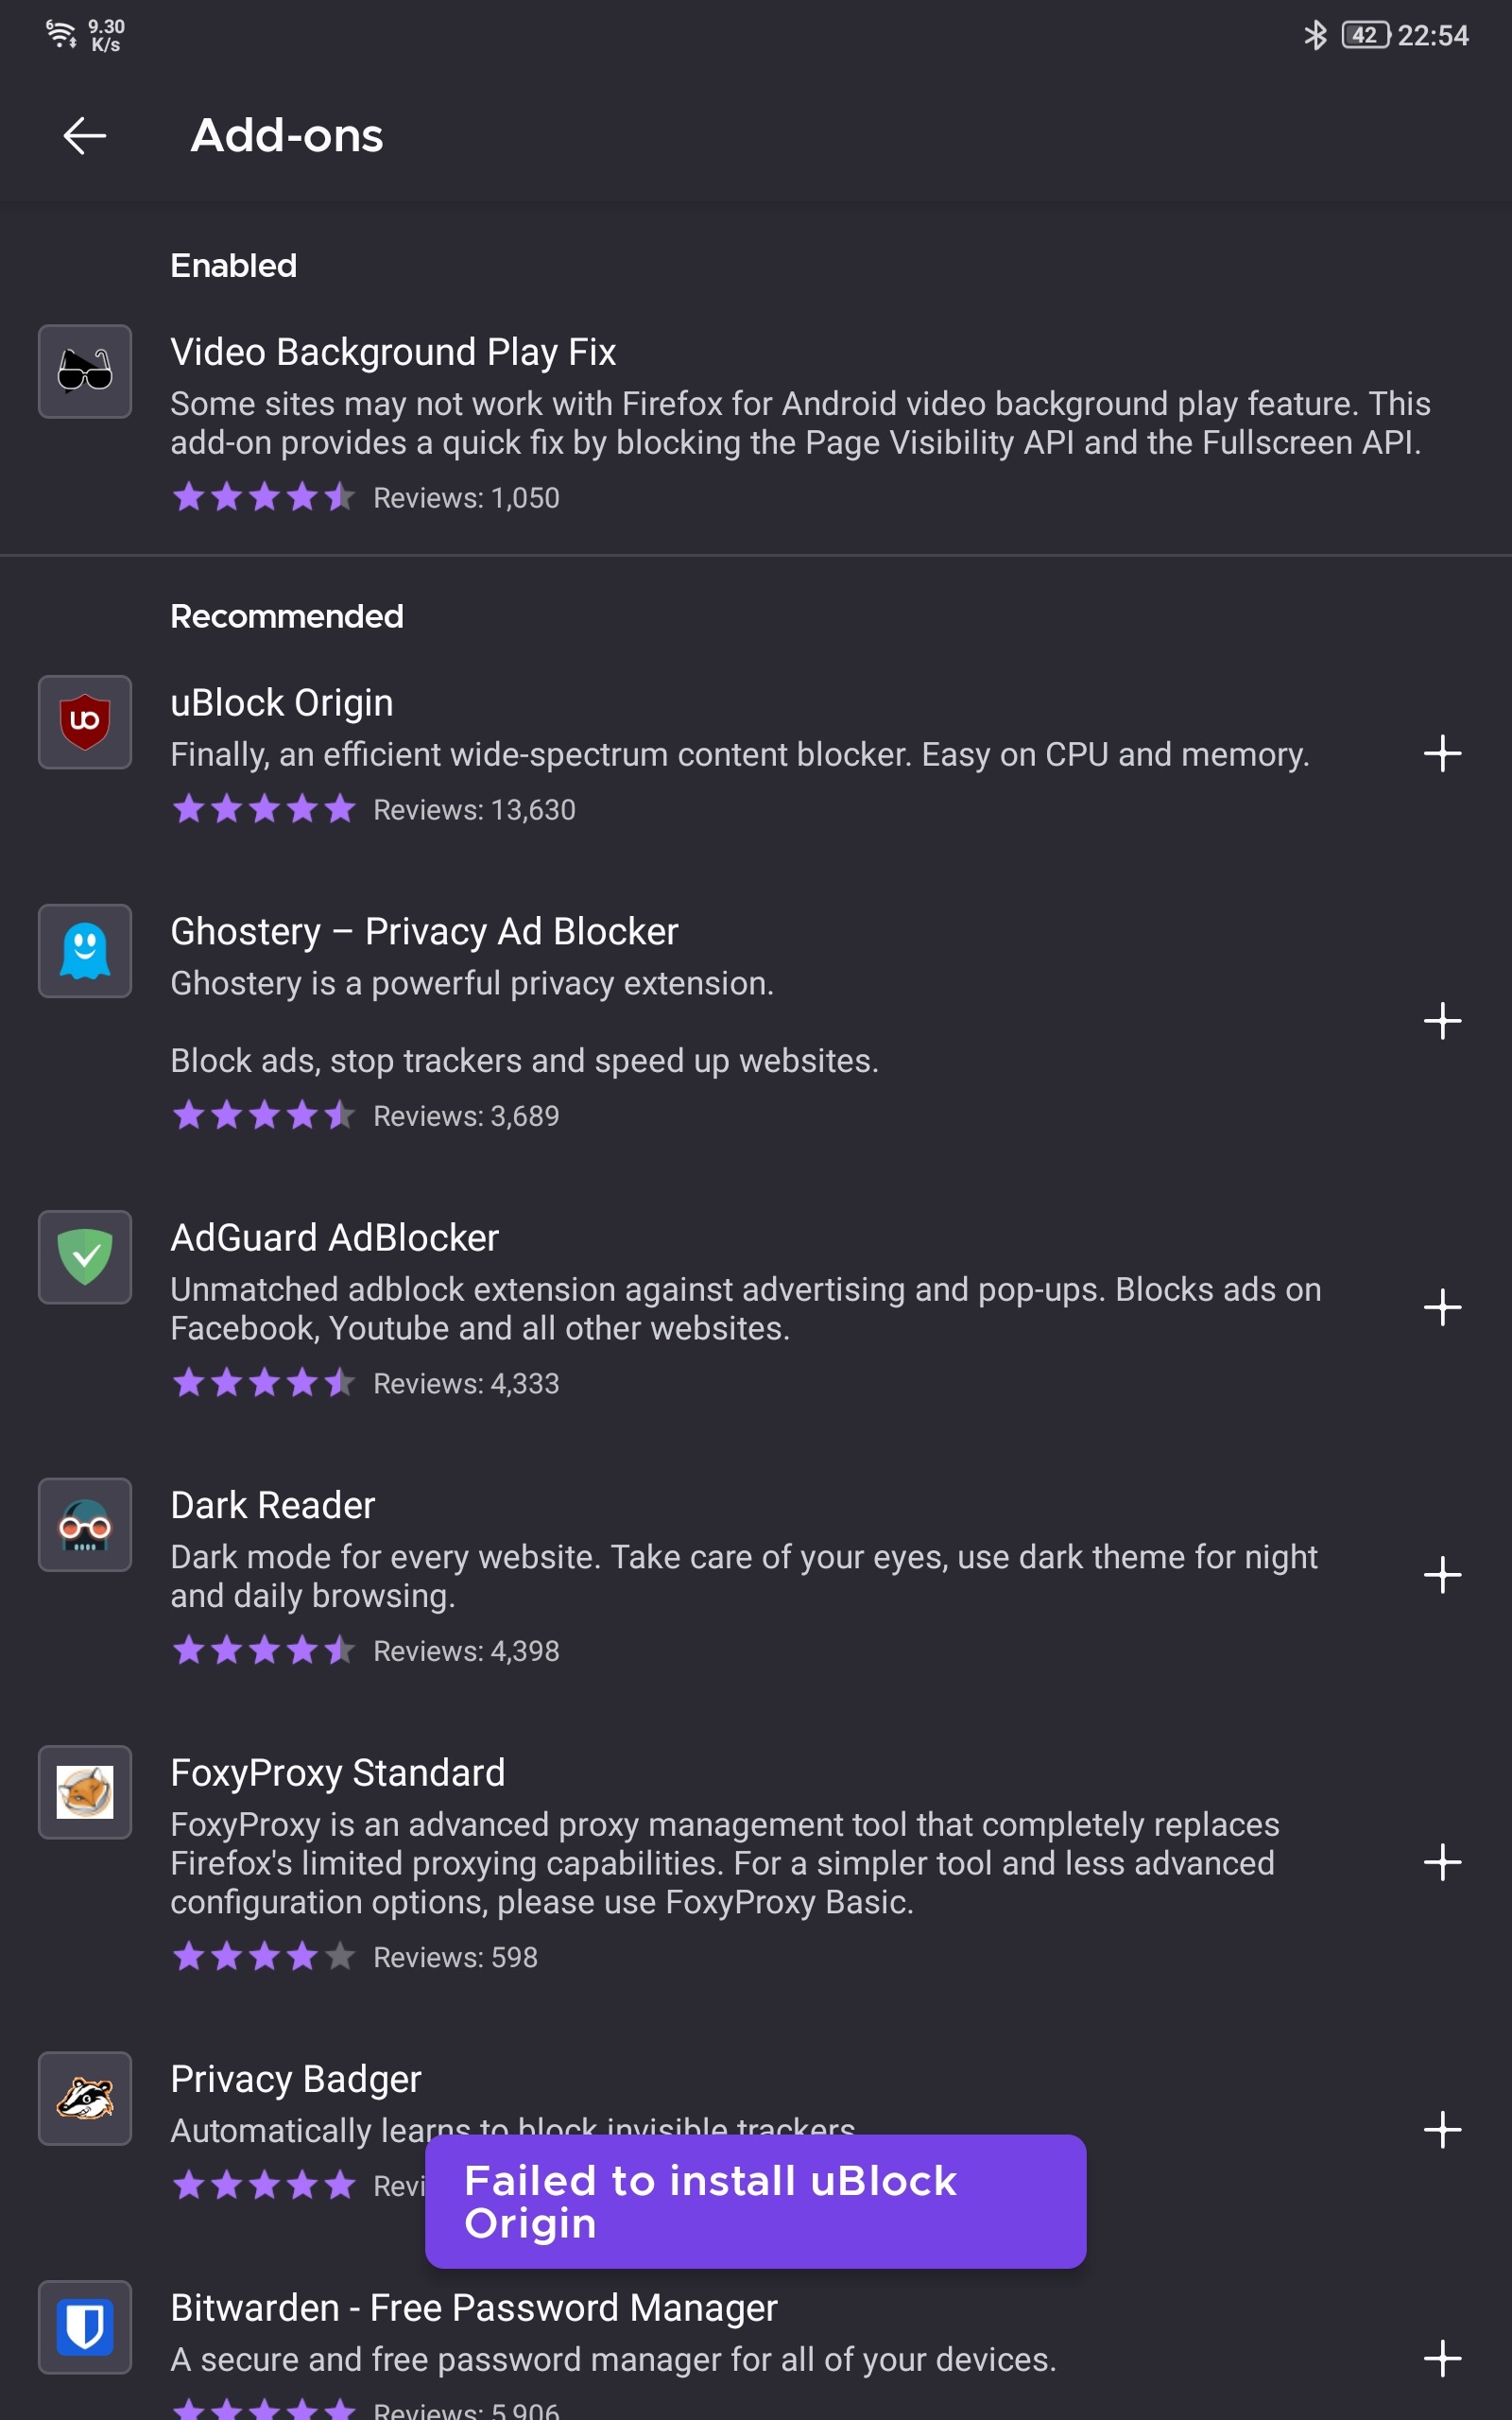 6 9.30 K/s 42 22:54
Add-ons
Enabled
Video Background Play Fix
Some sites may not work with Firefox for Android video background play feature. This
add-on provides a quick fix by blocking the Page Visibility API and the Fullscreen API.
Reviews: 1,050
Recommended
uBlock Origin
Finally, an efficient wide-spectrum content blocker. Easy on CPU and memory.
Reviews: 13,630
Ghostery – Privacy Ad Blocker
Ghostery is a powerful privacy extension.
Block ads, stop trackers and speed up websites.
Reviews: 3,689
AdGuard AdBlocker
Unmatched adblock extension against advertising and pop-ups. Blocks ads on
Facebook, Youtube and all other websites.
Reviews: 4,333
Dark Reader
Dark mode for every website. Take care of your eyes, use dark theme for night
and daily browsing.
Reviews: 4,398
FoxyProxy Standard
FoxyProxy is an advanced proxy management tool that completely replaces
Firefox's limited proxying capabilities. For a simpler tool and less advanced
configuration options, please use FoxyProxy Basic.
Reviews: 598
Privacy Badger
Automatically learns to block invisible trackers
Revi
Failed to install uBlock
Origin
Bitwarden - Free Password Manager
A secure and free password manager for all of your devices.
Reviews: 5,906